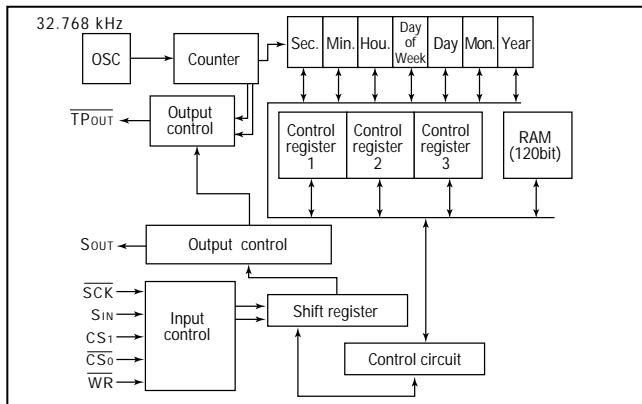 32.768 kHz
OSC
Counter
Sec.
Min.
Hou.
Day
of
Week
Day
Mon.
Year
TPOUT
Output
control
Control
register
1
Control
register
2
Control
register
3
RAM
(120bit)
SOUT
Output control
SCK
SIN
CS1
CS0
WR
Input
control
Shift register
Control circuit